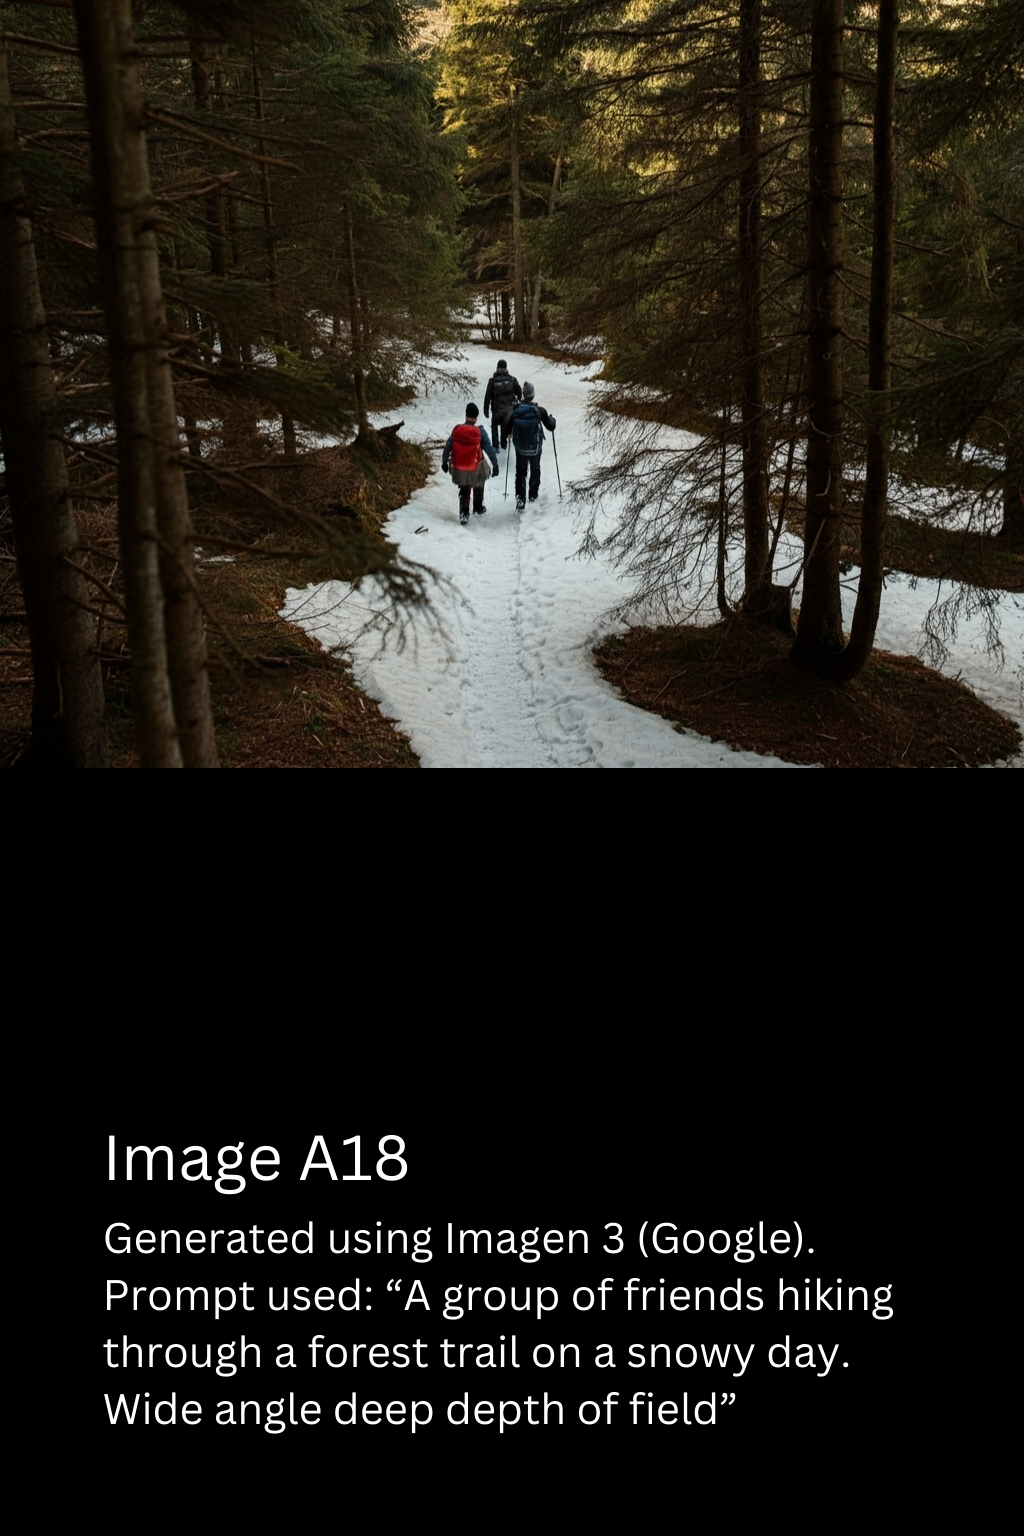 Image A18
Generated using Imagen 3 (Google).
Prompt used: “A group of friends hiking
through a forest trail on a snowy day.
Wide angle deep depth of field”